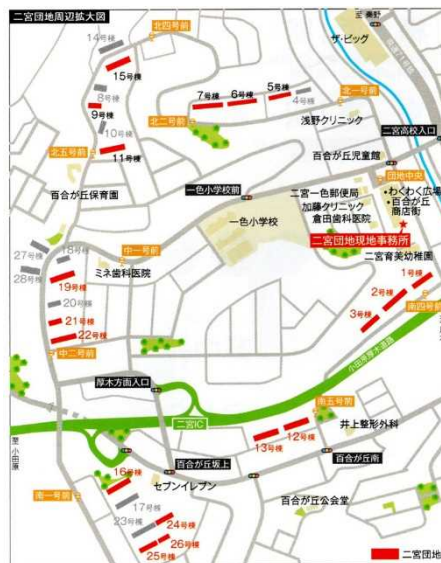 二宮団地周辺拡大図
至 秦野
北四号前
14号棟
15号棟
ザ・ビッグ
8号棟
9号棟
7号棟
6号棟
5号棟
4号棟
北一号前
10号棟
11号棟
北二号前
浅野クリニック
二宮高校入口
北五号前
百合が丘児童館
百合が丘保育園
一色小学校前
二宮一色郵便局
団地中央
加藤クリニック
倉田歯科医院
•わくわく広場
•百合が丘
商店街
一色小学校
27号棟
28号棟
18号棟
中一号前
ミネ歯科医院
二宮団地現地事務所
二宮育美幼稚園
19号棟
20号棟
21号棟
22号棟
1号棟
2号棟
3号棟
南四号前
中二号前
小田原厚木道路
厚木方面入口
二宮IC
南五号前
至 小田原
13号棟
12号棟
井上整形外科
百合が丘坂上
百合が丘南
16号棟
セブンイレブン
南一号前
17号棟
23号棟
24号棟
百合が丘公会堂
26号棟
25号棟
二宮団地